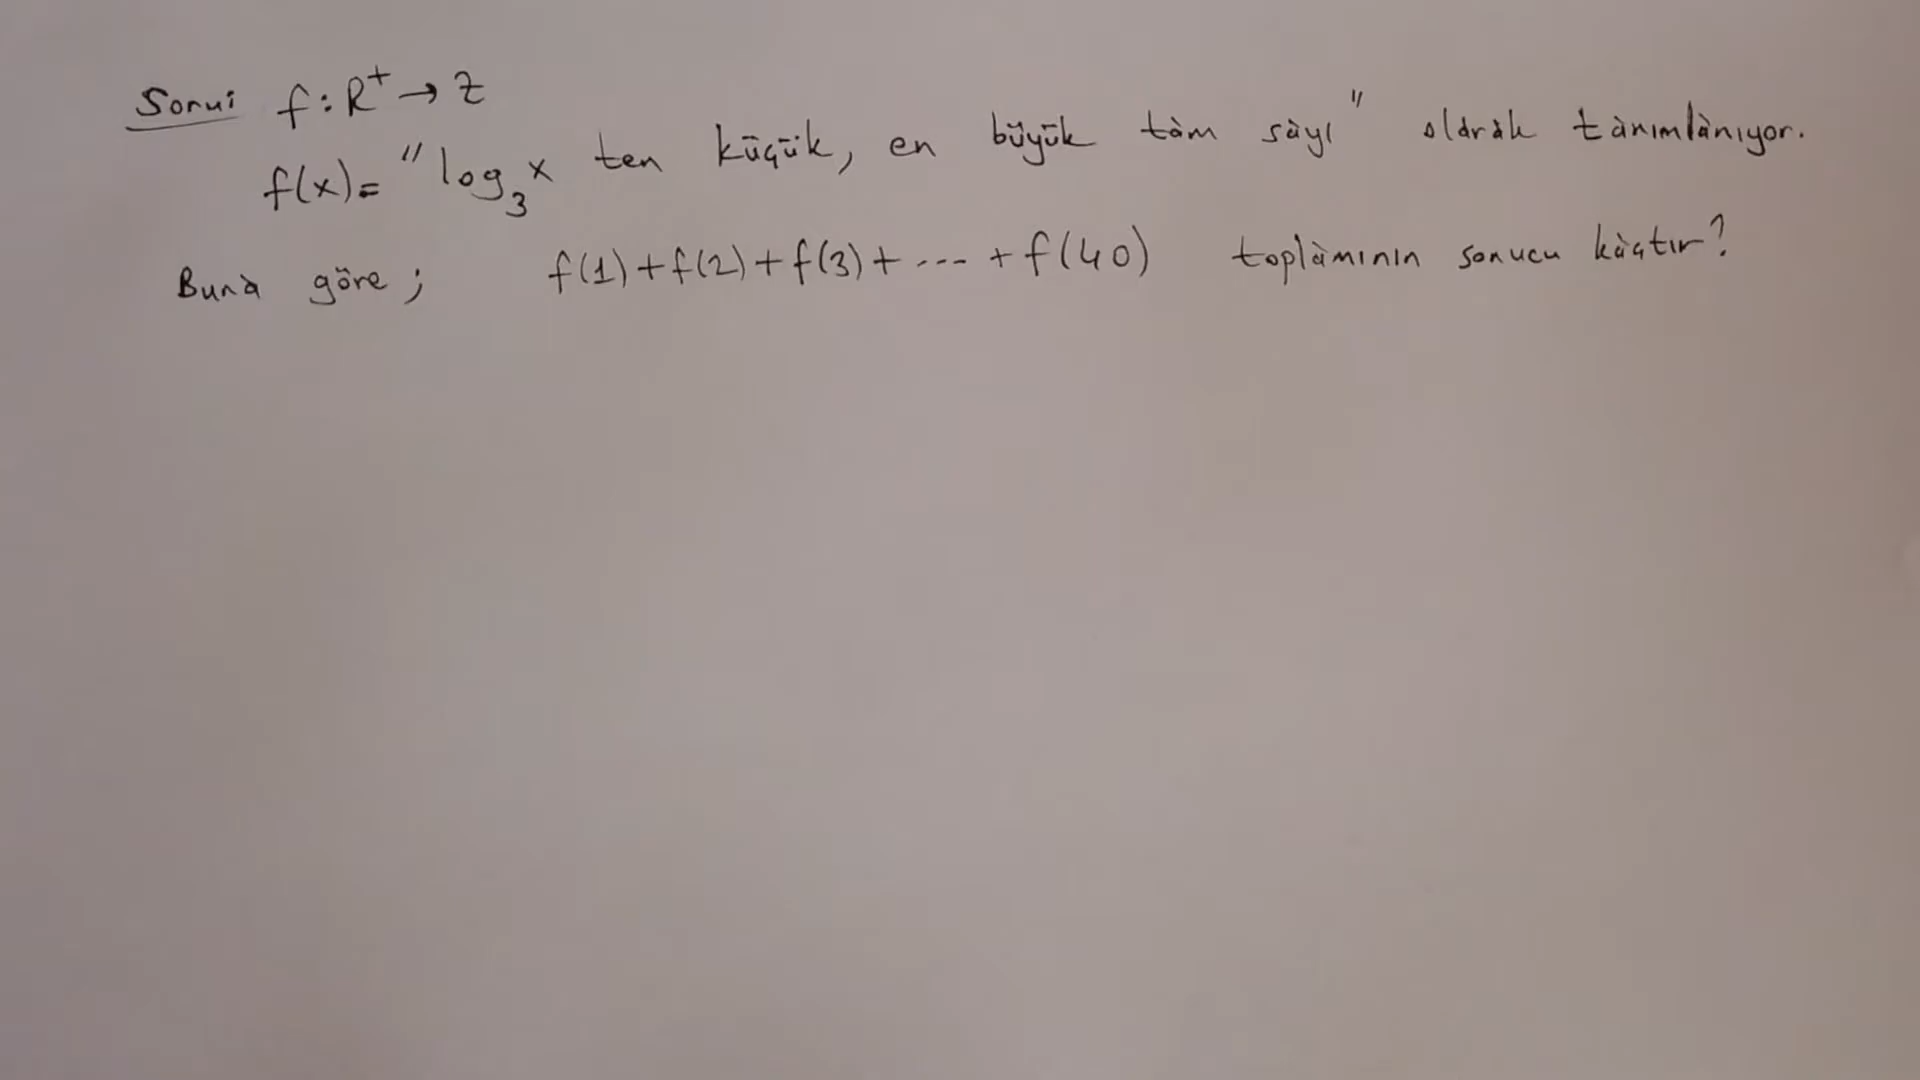 Soru: f:R⁺→Z
f(x)= "log₃x ten küçük, en büyük tam sayı" olarak tanımlanıyor.
Buna göre; f(1)+f(2)+f(3)+---+f(40) toplamının sonucu kaçtır?